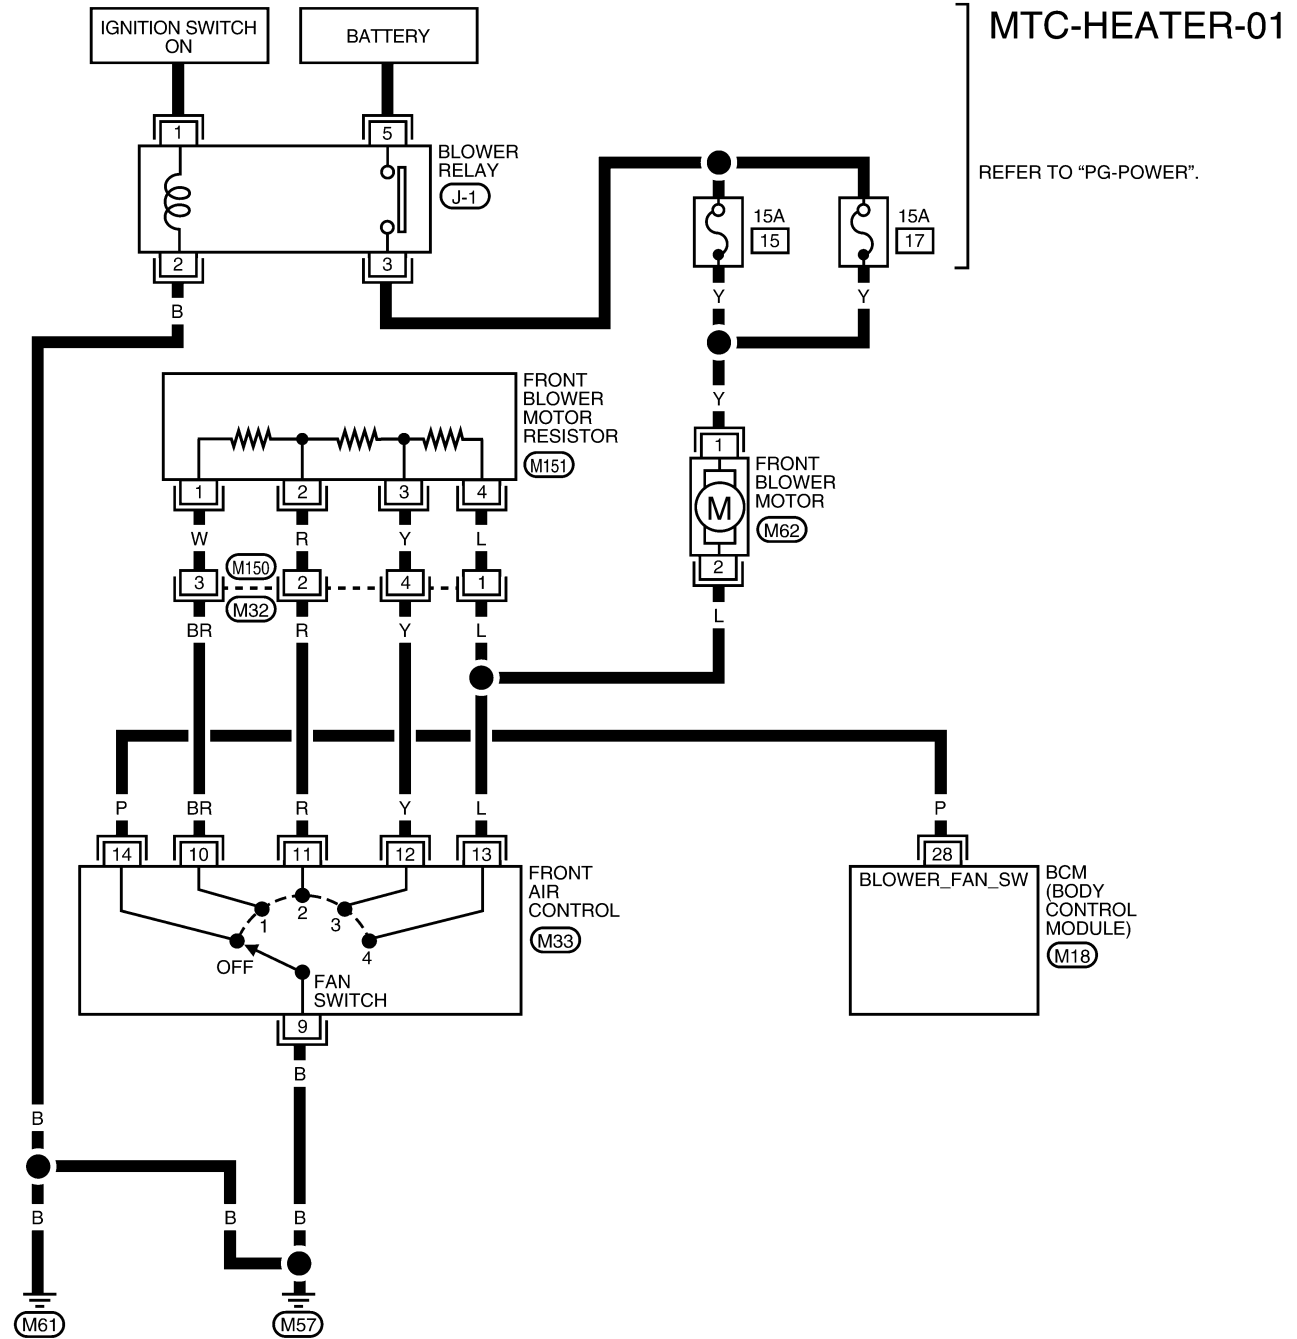 MTC-HEATER-01
IGNITION SWITCH
ON
BATTERY
1
5
BLOWER
RELAY
J-1
REFER TO “PG-POWER”.
15A
15
15A
17
2
3
B
Y
Y
FRONT
BLOWER
MOTOR
RESISTOR
M151
Y
1
FRONT
BLOWER
MOTOR
M62
M
2
L
1
2
3
4
W
R
Y
L
M150
3
2
4
1
M32
BR
R
Y
L
P
BR
R
Y
L
P
14
10
11
12
13
28
FRONT
AIR
CONTROL
M33
BLOWER_FAN_SW
BCM
(BODY
CONTROL
MODULE)
M18
1
2
3
4
OFF
FAN
SWITCH
9
B
B
B
B
B
M61
M57